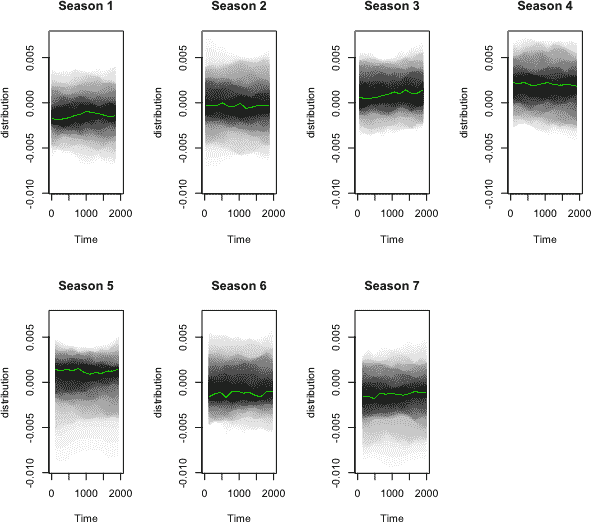 Season 1 Season 2 Season 3 Season 4
distribution distribution distribution distribution
0.005 0.005 0.005 0.005
0.000 0.000 0.000 0.000
-0.005 -0.005 -0.005 -0.005
-0.010 -0.010 -0.010 -0.010
0 1000 2000 0 1000 2000 0 1000 2000 0 1000 2000
Time Time Time Time
Season 5 Season 6 Season 7
distribution distribution distribution
0.005 0.005 0.005
0.000 0.000 0.000
-0.005 -0.005 -0.005
-0.010 -0.010 -0.010
0 1000 2000 0 1000 2000 0 1000 2000
Time Time Time